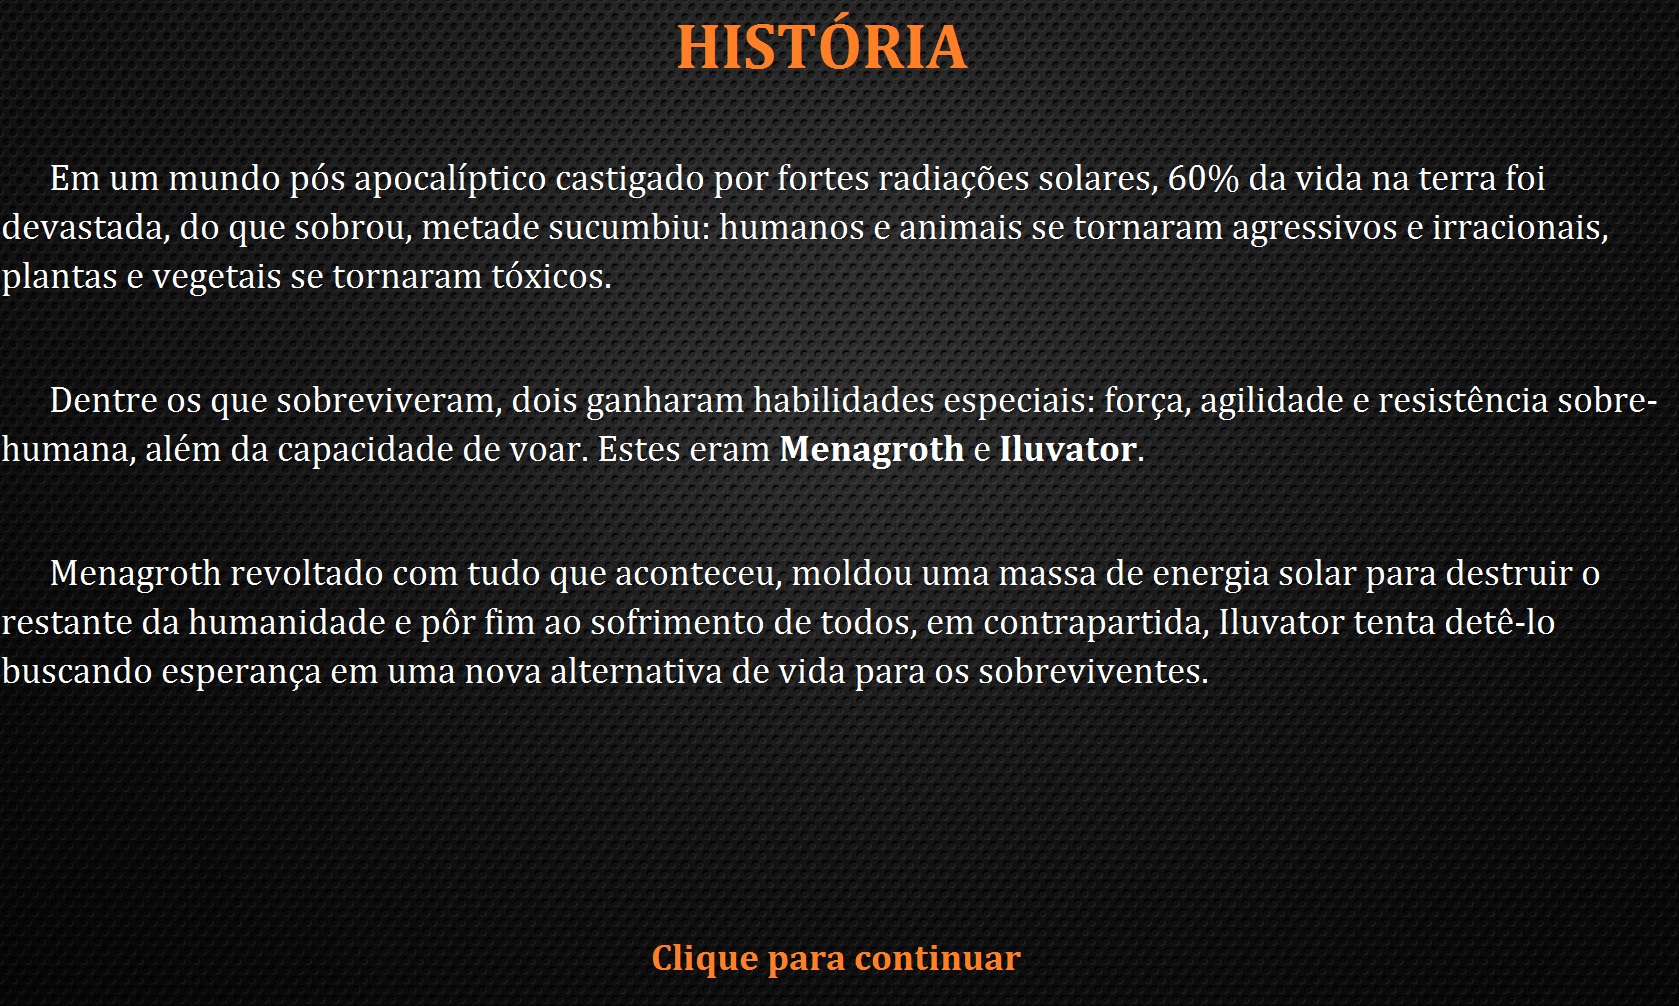 HISTÓRIA
Em um mundo pós apocalíptico castigado por fortes radiações solares, 60% da vida na terra foi
devastada, do que sobrou, metade sucumbiu: humanos e animais se tornaram agressivos e irracionais,
plantas e vegetais se tornaram tóxicos.
Dentre os que sobreviveram, dois ganharam habilidades especiais: força, agilidade e resistência sobre-
humana, além da capacidade de voar. Estes eram Menagroth e Iluvator.
Menagroth revoltado com tudo que aconteceu, moldou uma massa de energia solar para destruir o
restante da humanidade e pôr fim ao sofrimento de todos, em contrapartida, Iluvator tenta detê-lo
buscando esperança em uma nova alternativa de vida para os sobreviventes.
Clique para continuar